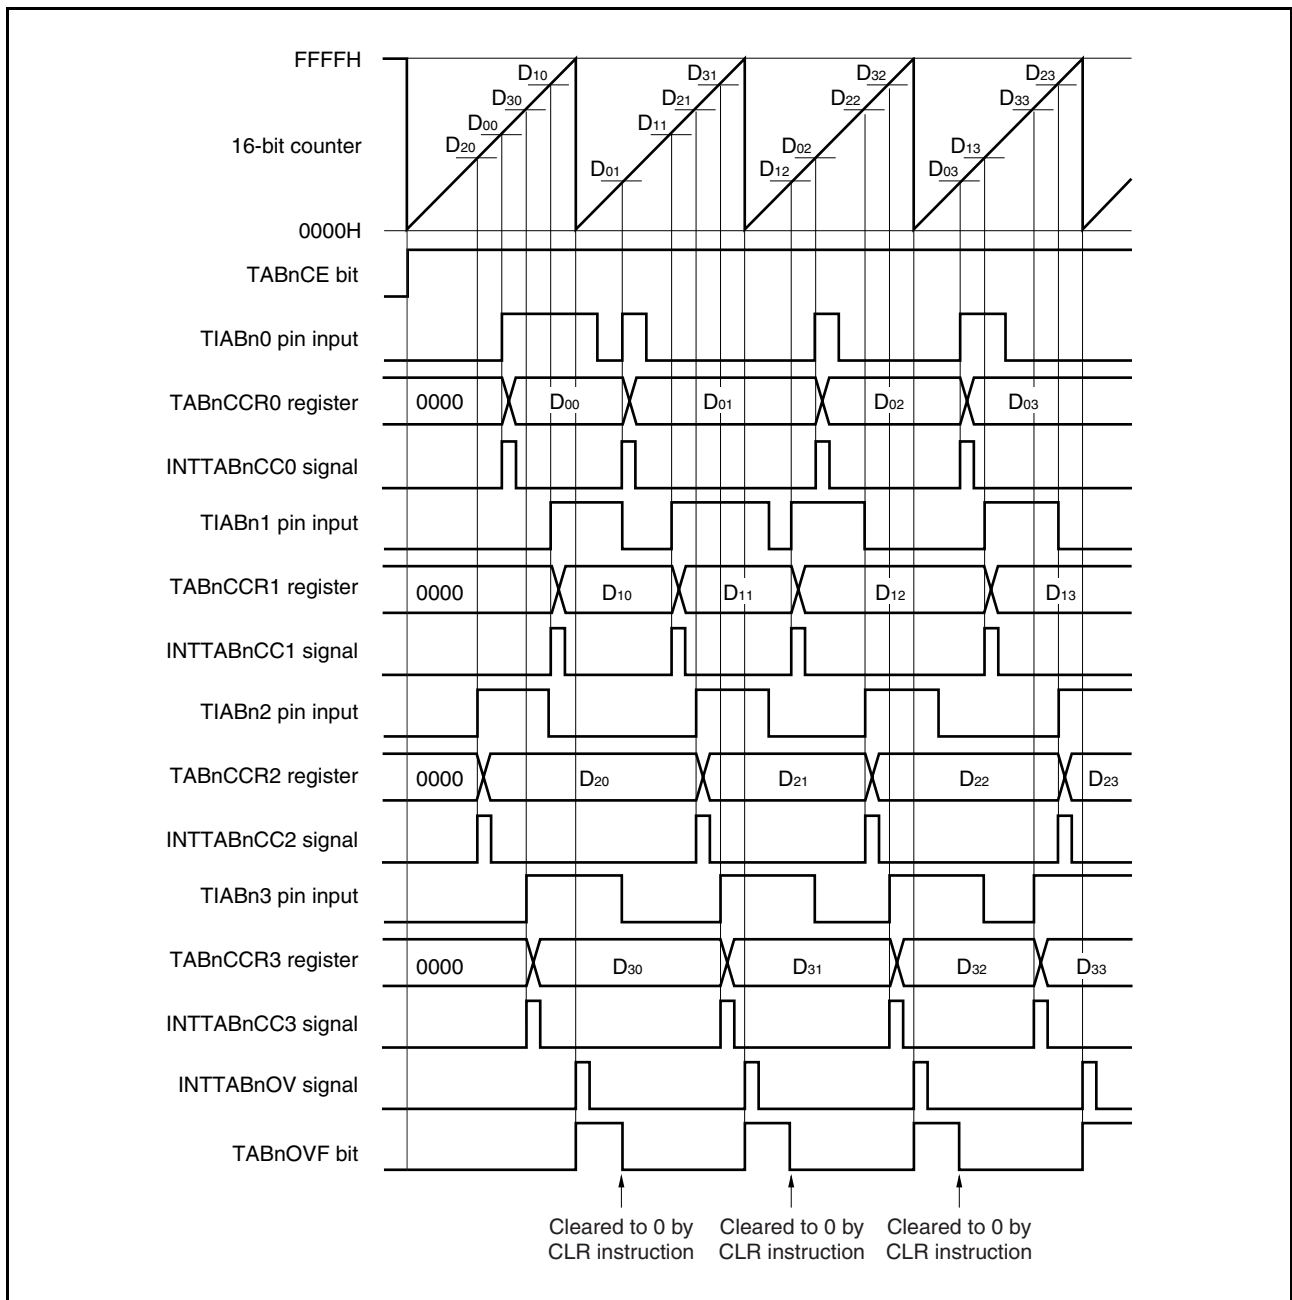 FFFFH
D10
D31
D32
D23
D30
D21
D22
D33
D00
D11
16-bit counter
D20
D02
D13
D01
D12
D03
0000H
TABnCE bit
TIABn0 pin input
TABnCCR0 register
0000
D00
D01
D02
D03
INTTABnCC0 signal
TIABn1 pin input
TABnCCR1 register
0000
D10
D11
D12
D13
INTTABnCC1 signal
TIABn2 pin input
TABnCCR2 register
0000
D20
D21
D22
D23
INTTABnCC2 signal
TIABn3 pin input
TABnCCR3 register
0000
D30
D31
D32
D33
INTTABnCC3 signal
INTTABnOV signal
TABnOVF bit
Cleared to 0 by
CLR instruction
Cleared to 0 by
CLR instruction
Cleared to 0 by
CLR instruction